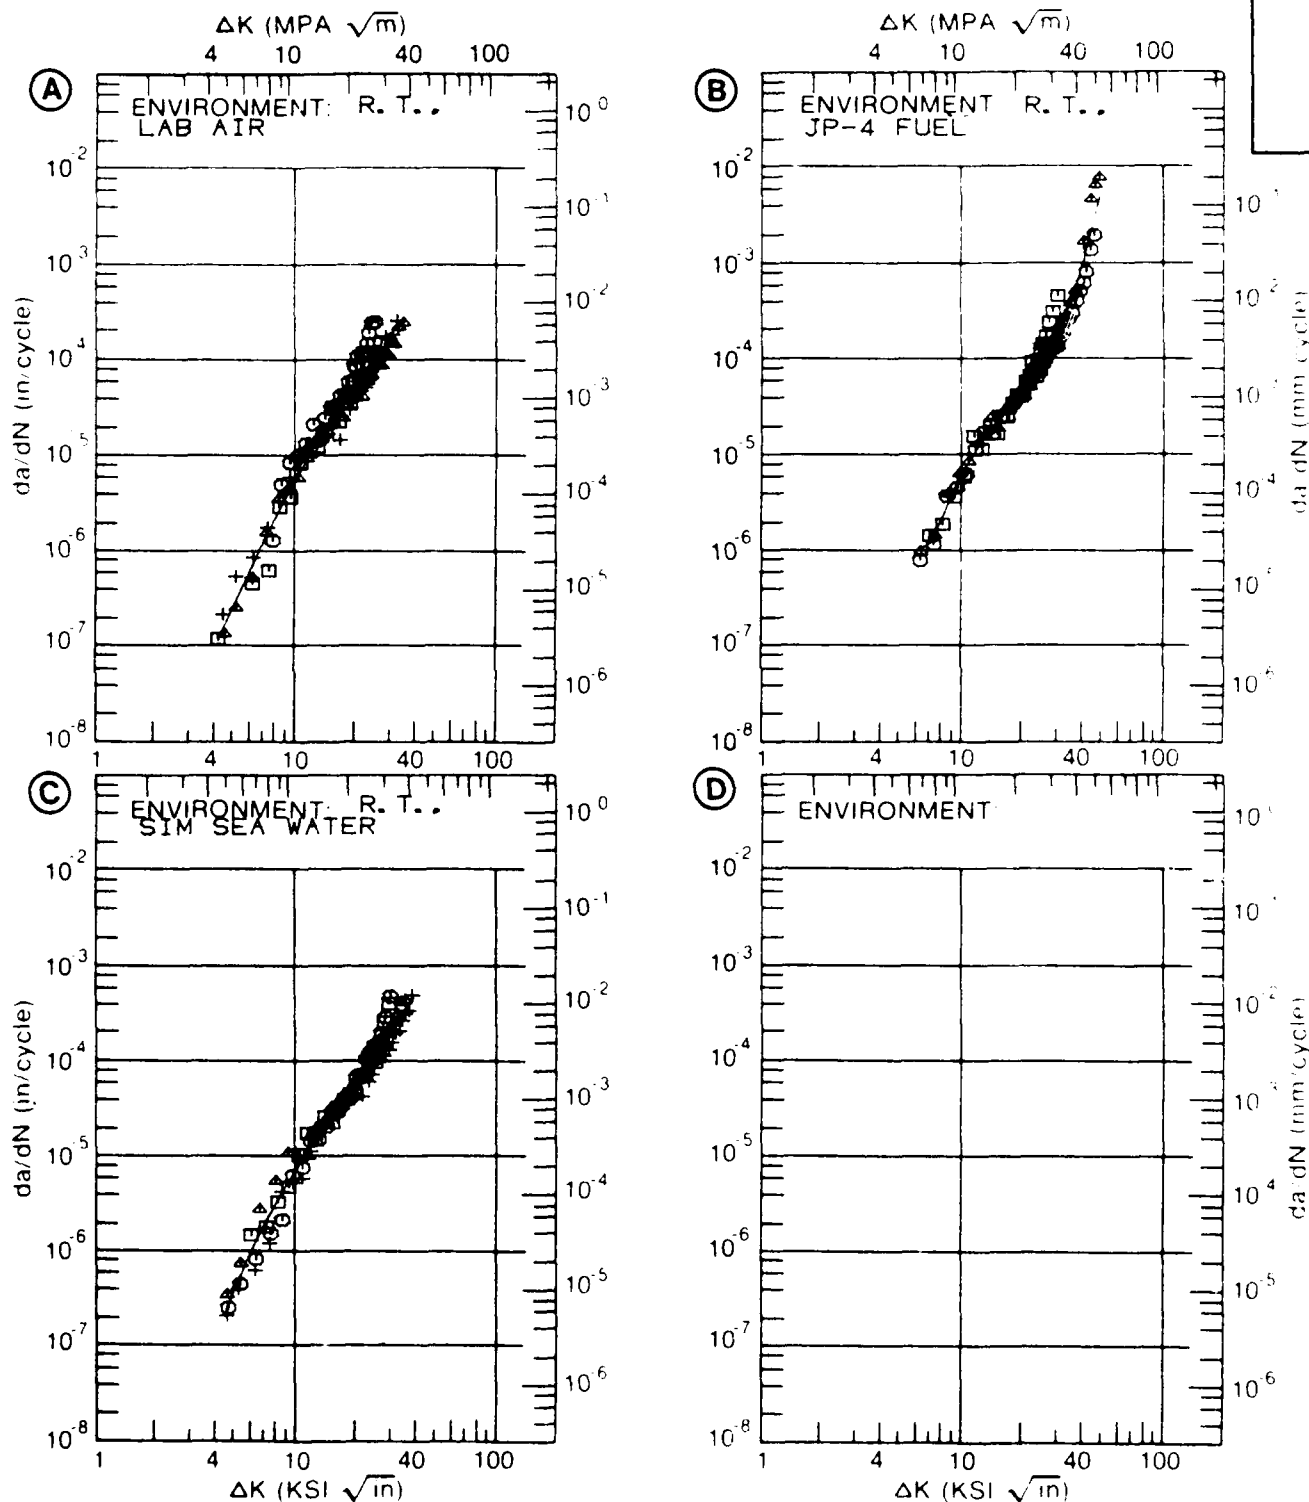 ΔK (MPA √m)
4 10 40 100
ΔK (MPA √m)
4 10 40 100
A
ENVIRONMENT: R.T.,
LAB AIR
10^0
10^-2
10^-1
10^-3
10^-2
10^-4
10^-3
10^-5
10^-4
10^-6
10^-5
10^-7
10^-6
10^-8
da/dN (in/cycle)
1 4 10 40 100
B
ENVIRONMENT R.T.,
JP-4 FUEL
10^-2
10^-3
10^-4
10^-5
10^-4
10^-6
10^-7
10^-8
da/dN (mm/cycle)
1 4 10 40 100
C
ENVIRONMENT: R.T.,
SIM SEA WATER
10^0
10^-2
10^-1
10^-3
10^-2
10^-4
10^-3
10^-5
10^-4
10^-6
10^-5
10^-7
10^-6
10^-8
da/dN (in/cycle)
1 4 10 40 100
ΔK (KSI √in)
D
ENVIRONMENT
10^-2
10^-3
10^-4
10^-5
10^-4
10^-6
10^-5
10^-7
10^-6
10^-8
da/dN (mm/cycle)
1 4 10 40 100
ΔK (KSI √in)